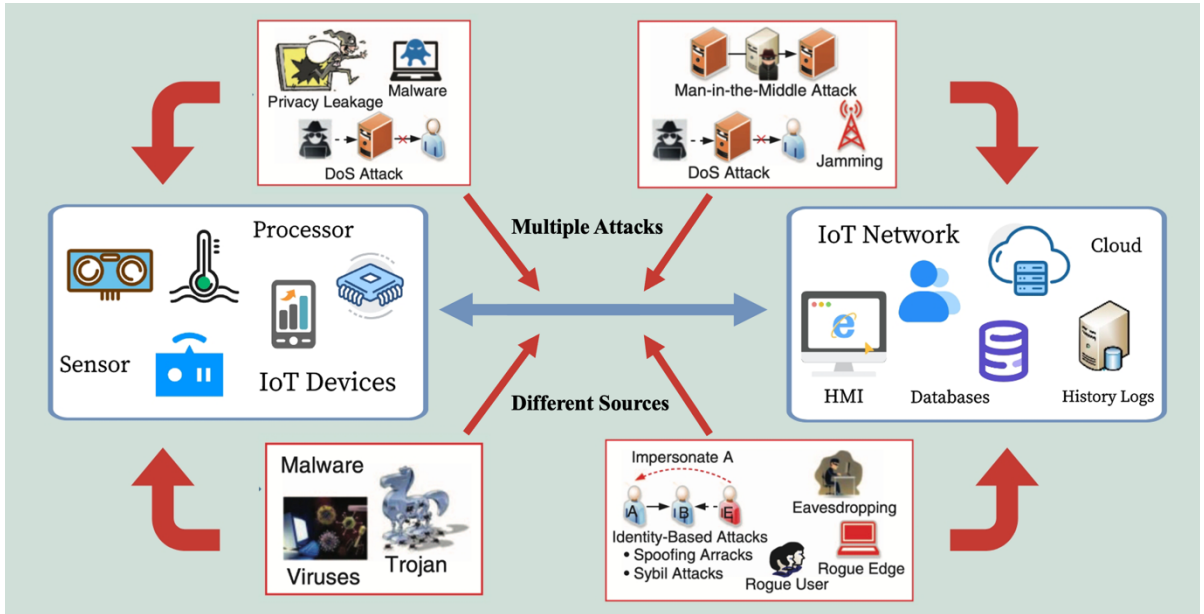 Privacy Leakage
Malware
DoS Attack
Man-in-the-Middle Attack
DoS Attack
Jamming
Multiple Attacks
Processor
Sensor
IoT Devices
IoT Network
Cloud
HMI
Databases
History Logs
Different Sources
Malware
Viruses
Trojan
Impersonate A
A
B
E
Identity-Based Attacks
• Spoofing Arracks
• Sybil Attacks
Eavesdropping
Rogue User
Rogue Edge